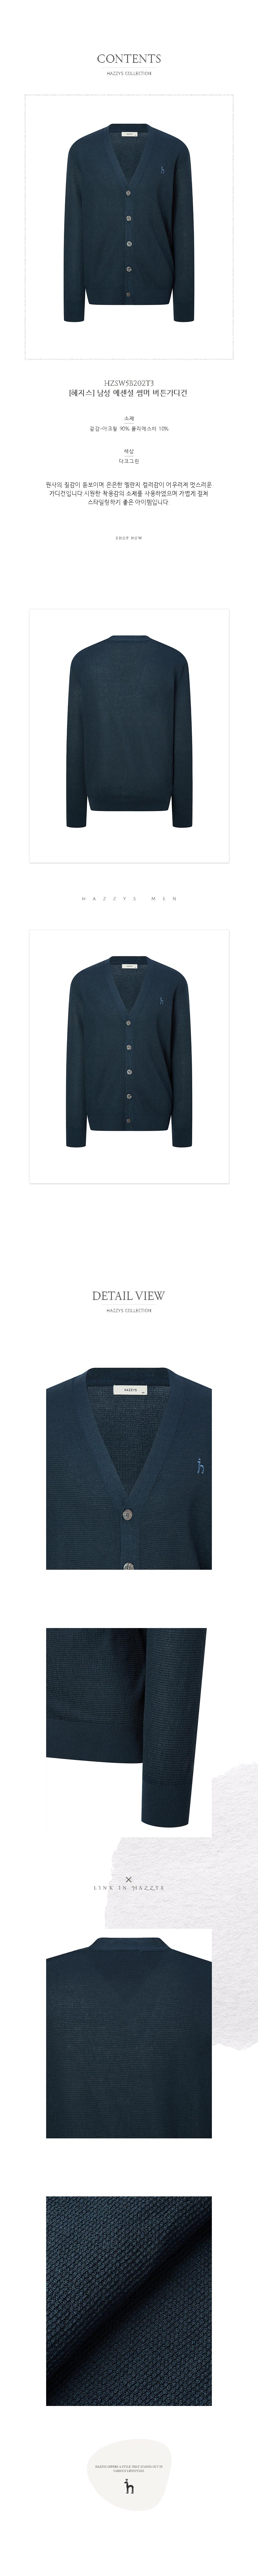 CONTENTS
HAZZYS COLLECTION
HZSW5B202T3
[헤지스] 남성 에센셜 썸머 버튼가디건
소재
겉감-아크릴 90% 폴리에스터 10%
색상
다크그린
원사의 질감이 돋보이며 은은한 멜란지 컬러감이 어우러져 멋스러운
가디건입니다.시원한 착용감의 소재를 사용하였으며 가볍게 걸쳐
스타일링하기 좋은 아이템입니다.
SHOP NOW
HAZZYS MEN
DETAIL VIEW
HAZZYS COLLECTION
HAZZYS
LINK IN HAZZYS